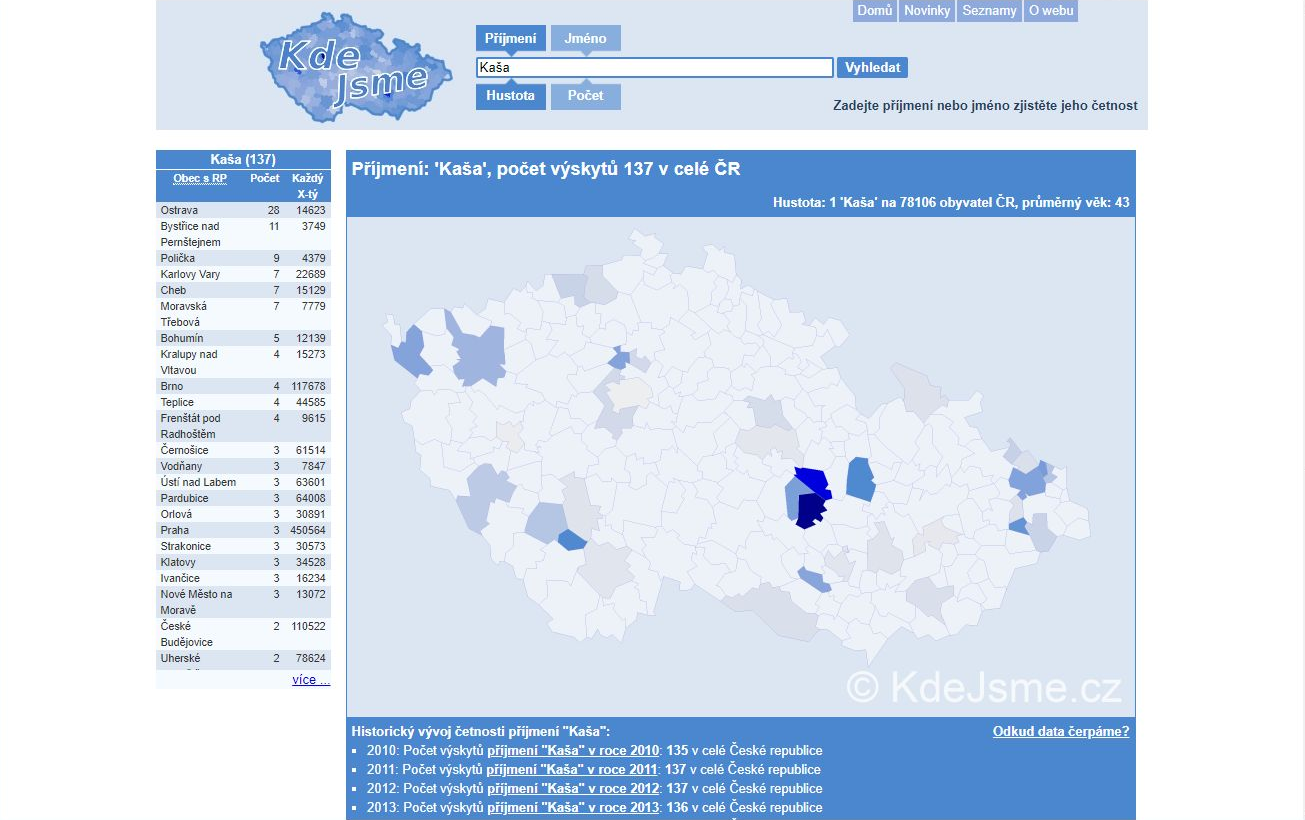 Domů Novinky Seznamy O webu
Kde Jsme
Příjmení Jméno
Kaša Vyhledat
Hustota Počet
Zadejte příjmení nebo jméno zjistěte jeho četnost
Kaša (137)
Obec s RP Počet Každý X-tý
Ostrava 28 14623
Bystřice nad Pernštejnem 11 3749
Polička 9 4379
Karlovy Vary 7 22689
Cheb 7 15129
Moravská Třebová 7 7779
Bohumín 5 12139
Kralupy nad Vltavou 4 15273
Brno 4 117678
Teplice 4 44585
Frenštát pod Radhoštěm 4 9615
Černošice 3 61514
Vodňany 3 7847
Ústí nad Labem 3 63601
Pardubice 3 64008
Orlová 3 30891
Praha 3 450564
Strakonice 3 30573
Klatovy 3 34528
Ivančice 3 16234
Nové Město na Moravě 3 13072
České Budějovice 2 110522
Uherské 2 78624
více ...
Příjmení: 'Kaša', počet výskytů 137 v celé ČR
Hustota: 1 'Kaša' na 78106 obyvatel ČR, průměrný věk: 43
© KdeJsme.cz
Historický vývoj četnosti příjmení "Kaša": Odkud data čerpáme?
▪ 2010: Počet výskytů příjmení "Kaša" v roce 2010: 135 v celé České republice
▪ 2011: Počet výskytů příjmení "Kaša" v roce 2011: 137 v celé České republice
▪ 2012: Počet výskytů příjmení "Kaša" v roce 2012: 137 v celé České republice
▪ 2013: Počet výskytů příjmení "Kaša" v roce 2013: 136 v celé České republice